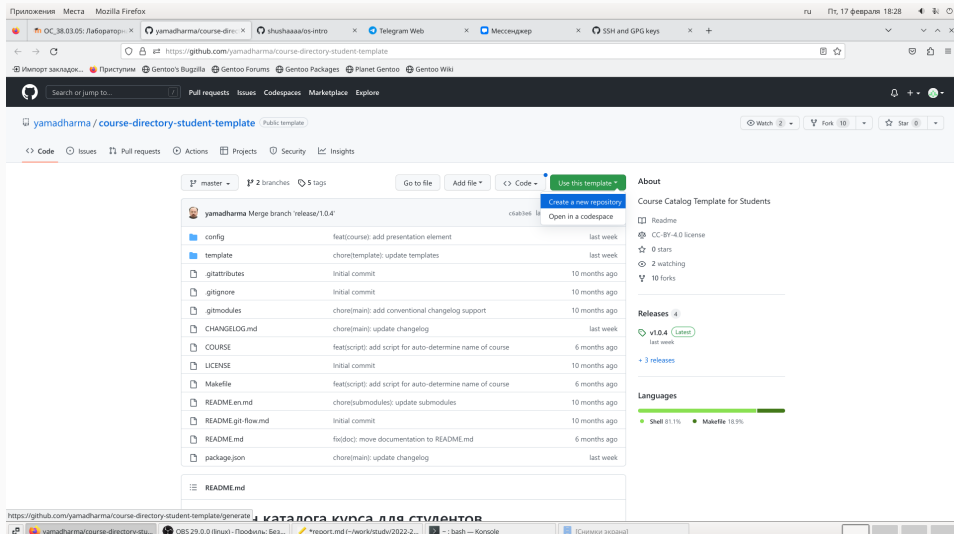 Приложения Места Mozilla Firefox ru Пт, 17 февраля 18:28
ОС_38.03.05: Лаборатор yamadharma/course-direc shushaaaa/os-intro Telegram Web Мессенджер SSH and GPG keys
https://github.com/yamadharma/course-directory-student-template
Импорт закладок... Приступим Gentoo's Bugzilla Gentoo Forums Gentoo Packages Planet Gentoo Gentoo Wiki
Search or jump to... / Pull requests Issues Codespaces Marketplace Explore
yamadharma / course-directory-student-template Public template Watch 2 Fork 10 Star 0
Code Issues Pull requests Actions Projects Security Insights
master 2 branches 5 tags Go to file Add file Code Use this template
Create a new repository
Open in a codespace
yamadharma Merge branch 'release/1.0.4'
config feat(course): add presentation element last week
template chore(template): update templates last week
.gitattributes Initial commit 10 months ago
.gitignore Initial commit 10 months ago
.gitmodules chore(main): add conventional changelog support 10 months ago
CHANGELOG.md chore(main): update changelog last week
COURSE feat(script): add script for auto-determine name of course 6 months ago
LICENSE Initial commit 10 months ago
Makefile feat(script): add script for auto-determine name of course 6 months ago
README.en.md chore(submodules): update submodules 10 months ago
README.git-flow.md Initial commit 10 months ago
README.md fix(doc): move documentation to README.md 6 months ago
package.json chore(main): update changelog last week
README.md
каталога курса для студентов
About
Course Catalog Template for Students
Readme
CC-BY-4.0 license
0 stars
2 watching
10 forks
Releases 4
v1.0.4 Latest
last week
+ 3 releases
Languages
Shell 81.1% Makefile 18.9%
https://github.com/yamadharma/course-directory-student-template/generate
yamadharma/course-directory-stu... OBS 29.0.0 (linux) - Профиль: Без... *report.md (~/work/study/2022-2... ~ : bash — Konsole [Снимки экрана]